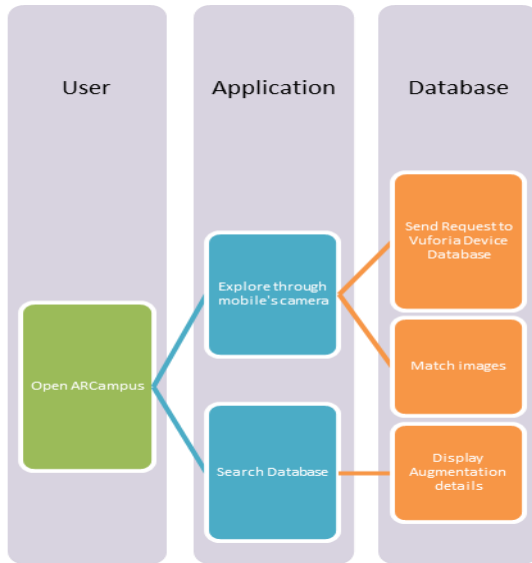 User
Application
Database
Open ARCampus
Explore through
mobile's camera
Search Database
Send Request to
Vuforia Device
Database
Match images
Display
Augmentation
details